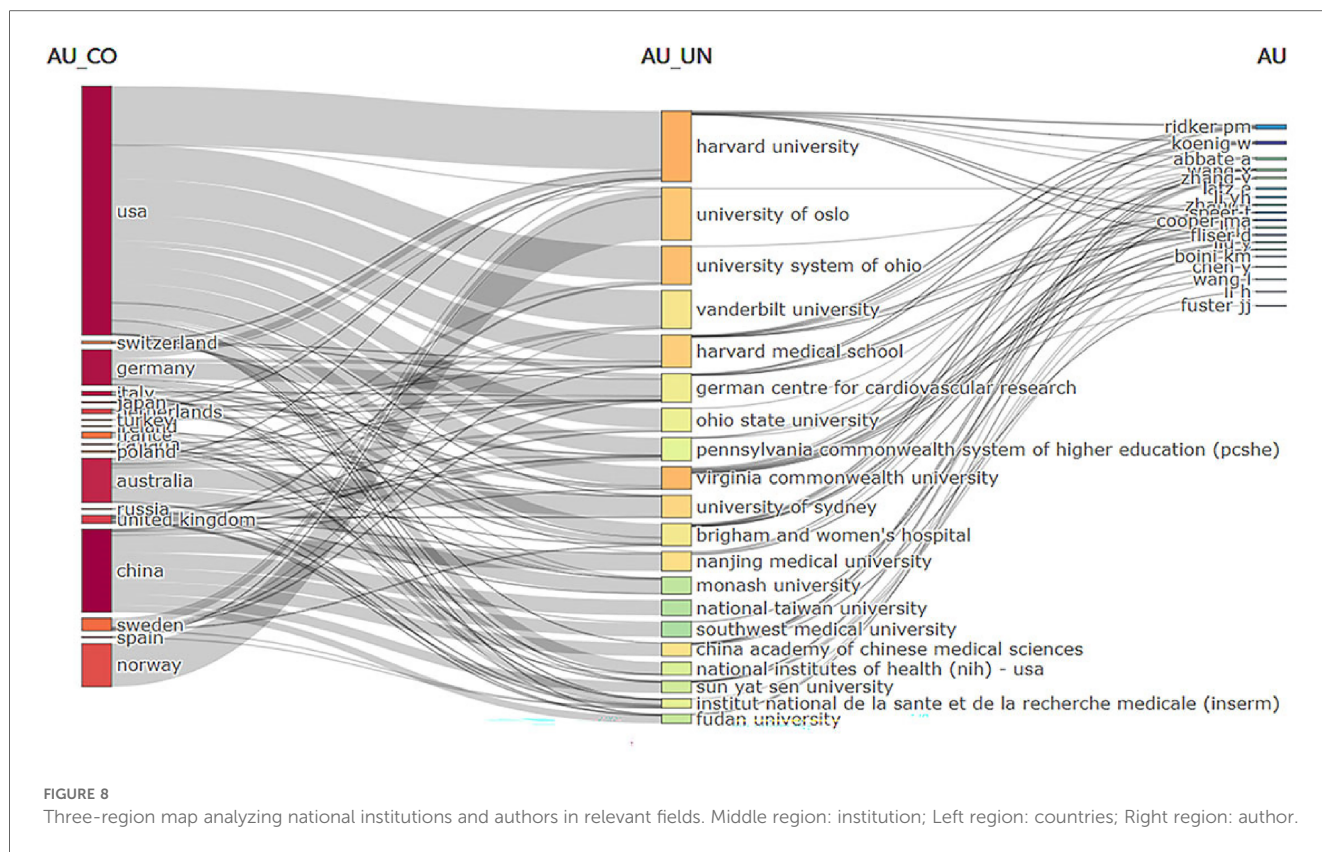 AU_CO
AU_UN
AU
usa
switzerland
germany
italy
japan
netherlands
turkey
ireland
france
poland
australia
russia
united kingdom
china
sweden
spain
norway
harvard university
university of oslo
university system of ohio
vanderbilt university
harvard medical school
german centre for cardiovascular research
ohio state university
pennsylvania commonwealth system of higher education (pcshe)
virginia commonwealth university
university of sydney
brigham and women's hospital
nanjing medical university
monash university
national taiwan university
southwest medical university
china academy of chinese medical sciences
national institutes of health (nih) - usa
sun yat sen university
institut national de la sante et de la recherche medicale (inserm)
fudan university
ridker pm
koenig w
abbate a
wang x
zhang y
latz e
li yh
speer t
cooper ma
fliser d
boini km
chen y
wang l
li h
fuster jj
FIGURE 8
Three-region map analyzing national institutions and authors in relevant fields. Middle region: institution; Left region: countries; Right region: author.